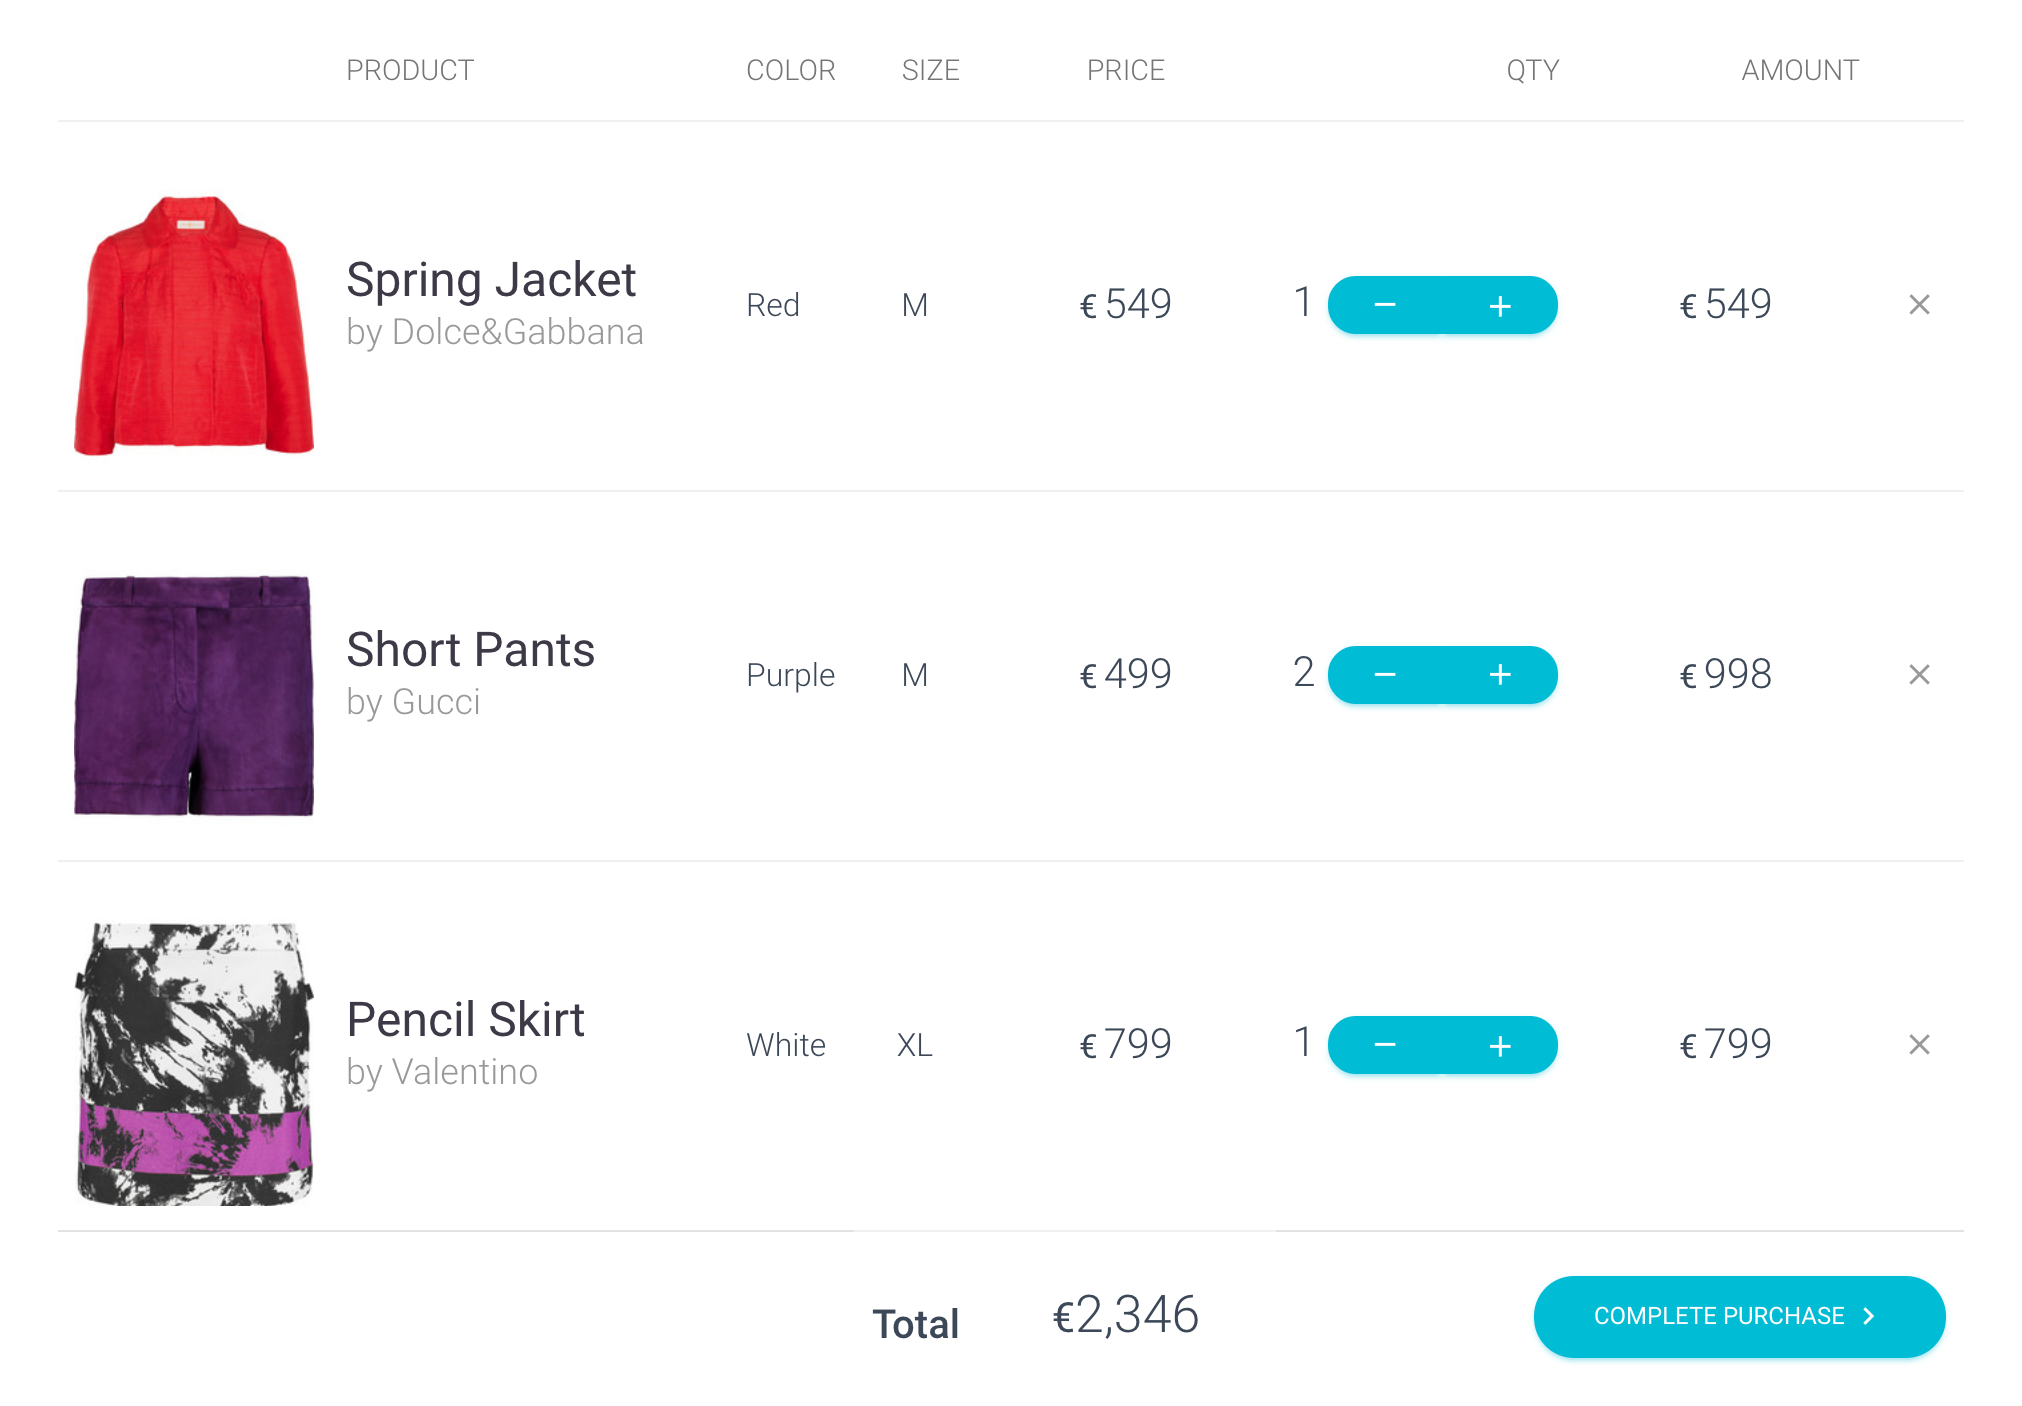 PRODUCT COLOR SIZE PRICE QTY AMOUNT
Spring Jacket
by Dolce&Gabbana
Red M € 549 1 − + € 549 ×
Short Pants
by Gucci
Purple M € 499 2 − + € 998 ×
Pencil Skirt
by Valentino
White XL € 799 1 − + € 799 ×
Total €2,346 COMPLETE PURCHASE >